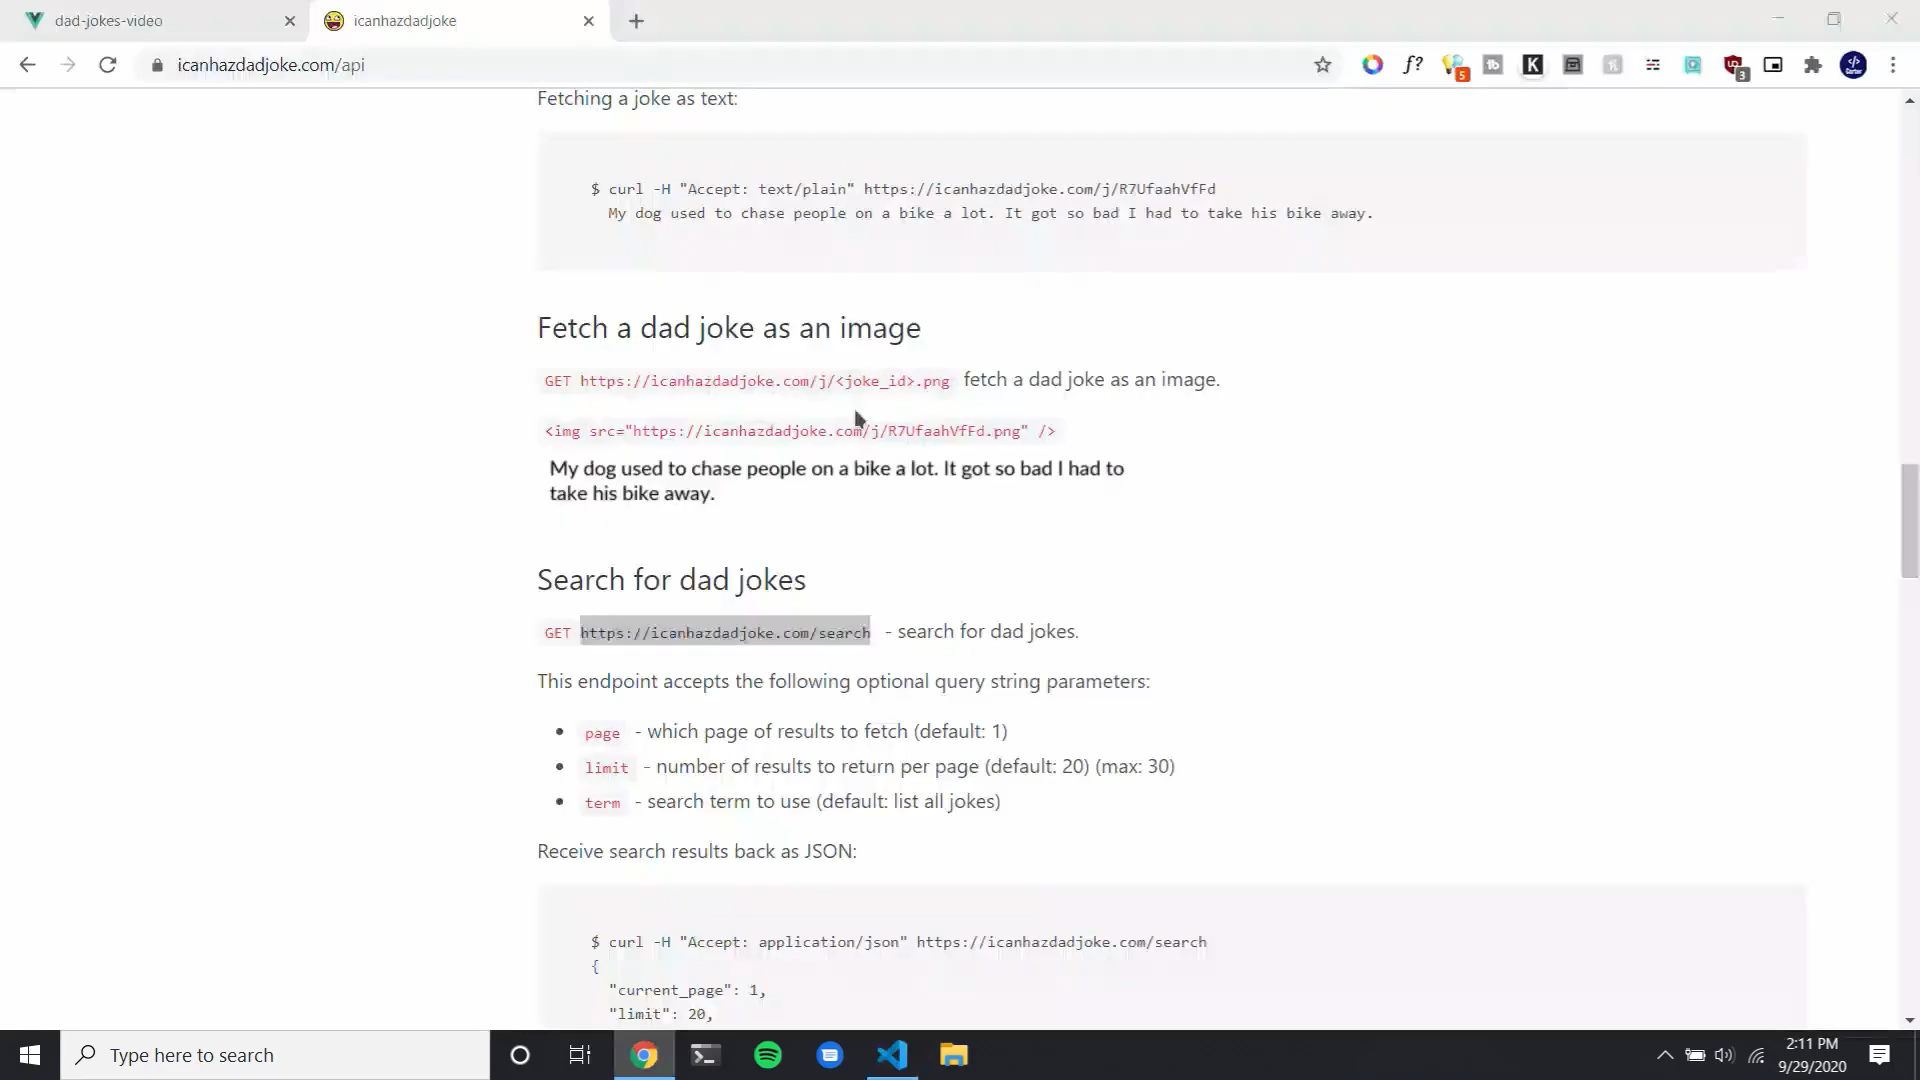 dad-jokes-video
icanhazdadjoke
icanhazdadjoke.com/api
f?
5
tb
K
3
Fetching a joke as text:
$ curl -H "Accept: text/plain" https://icanhazdadjoke.com/j/R7UfaahVfFd
My dog used to chase people on a bike a lot. It got so bad I had to take his bike away.
Fetch a dad joke as an image
GET https://icanhazdadjoke.com/j/<joke_id>.png fetch a dad joke as an image.
<img src="https://icanhazdadjoke.com/j/R7UfaahVfFd.png" />
My dog used to chase people on a bike a lot. It got so bad I had to
take his bike away.
Search for dad jokes
GET https://icanhazdadjoke.com/search - search for dad jokes.
This endpoint accepts the following optional query string parameters:
• page - which page of results to fetch (default: 1)
• limit - number of results to return per page (default: 20) (max: 30)
• term - search term to use (default: list all jokes)
Receive search results back as JSON:
$ curl -H "Accept: application/json" https://icanhazdadjoke.com/search
{
"current_page": 1,
"limit": 20,
Type here to search
2:11 PM
9/29/2020